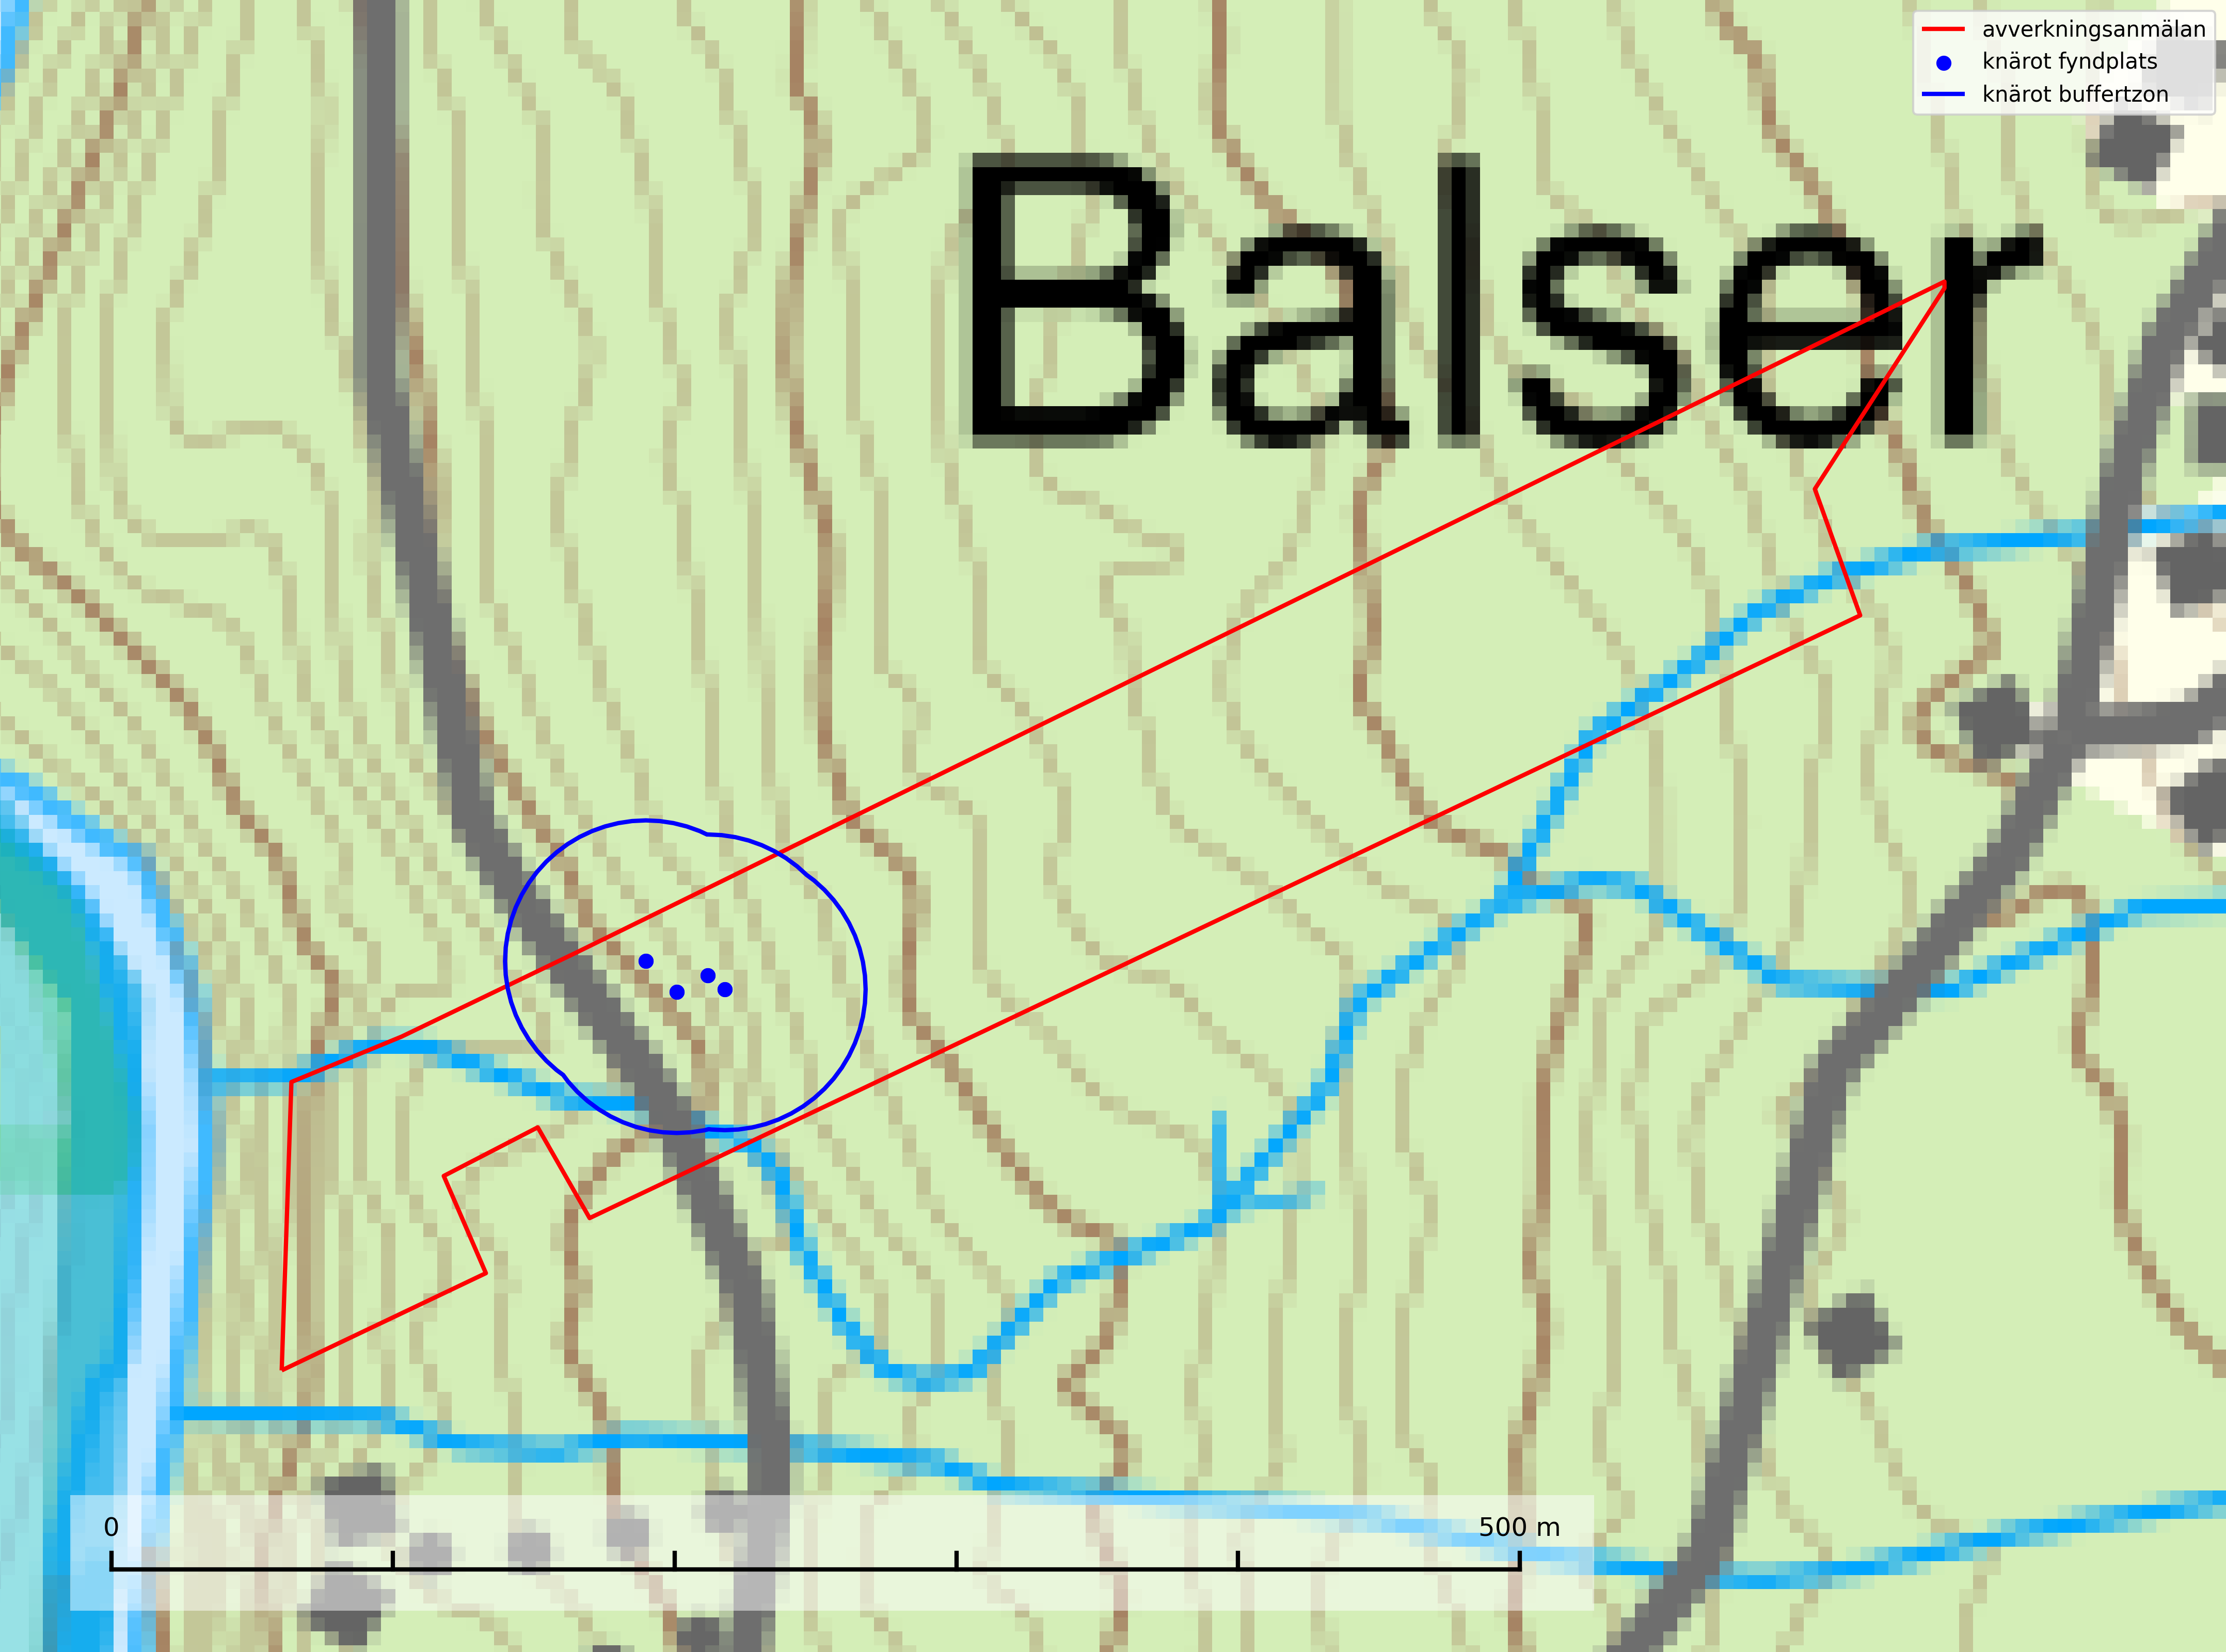 avverkningsanmälan
knärot fyndplats
knärot buffertzon
Balser
0 500 m